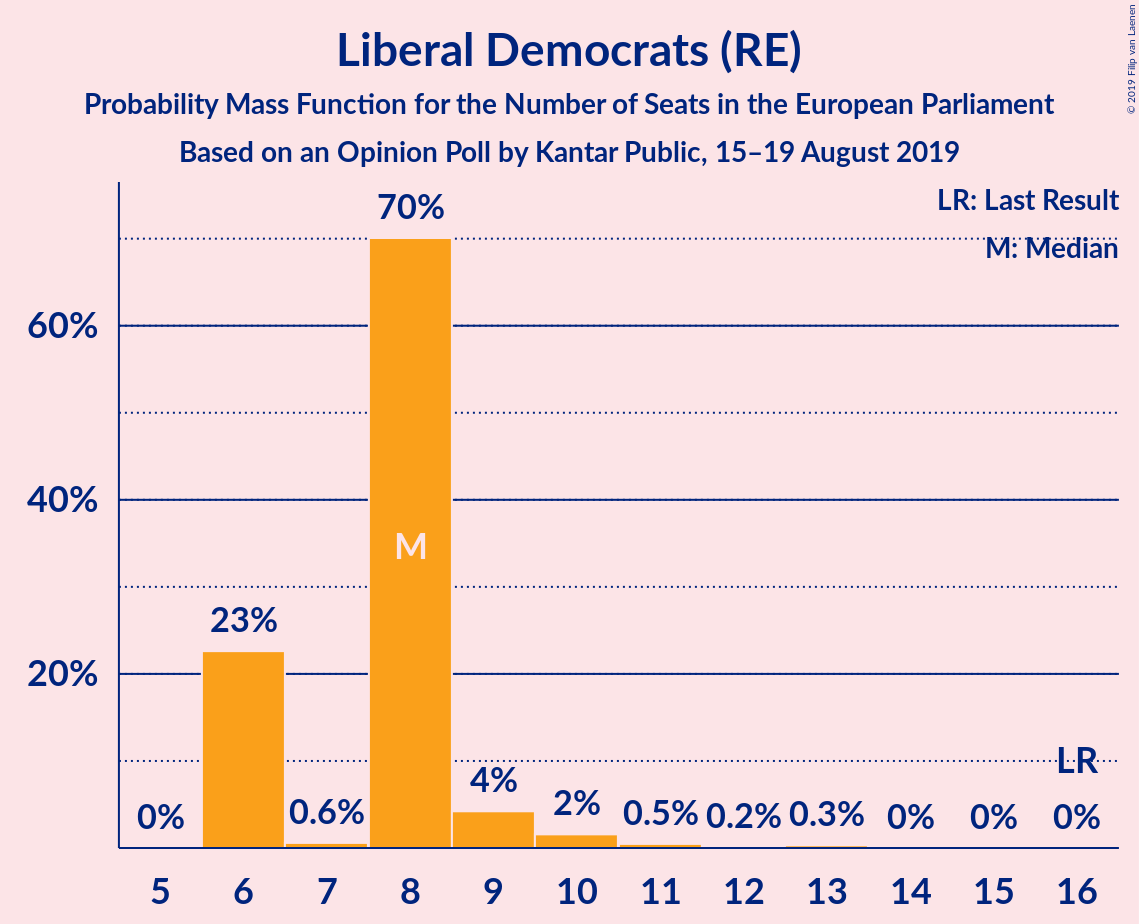 Liberal Democrats (RE)
Probability Mass Function for the Number of Seats in the European Parliament
Based on an Opinion Poll by Kantar Public, 15–19 August 2019
© 2019 Filip van Laenen
LR: Last Result
M: Median
70%
60%
40%
M
23%
20%
LR
4%
0% 0.6% 2% 0.5% 0.2% 0.3% 0% 0% 0%
5 6 7 8 9 10 11 12 13 14 15 16